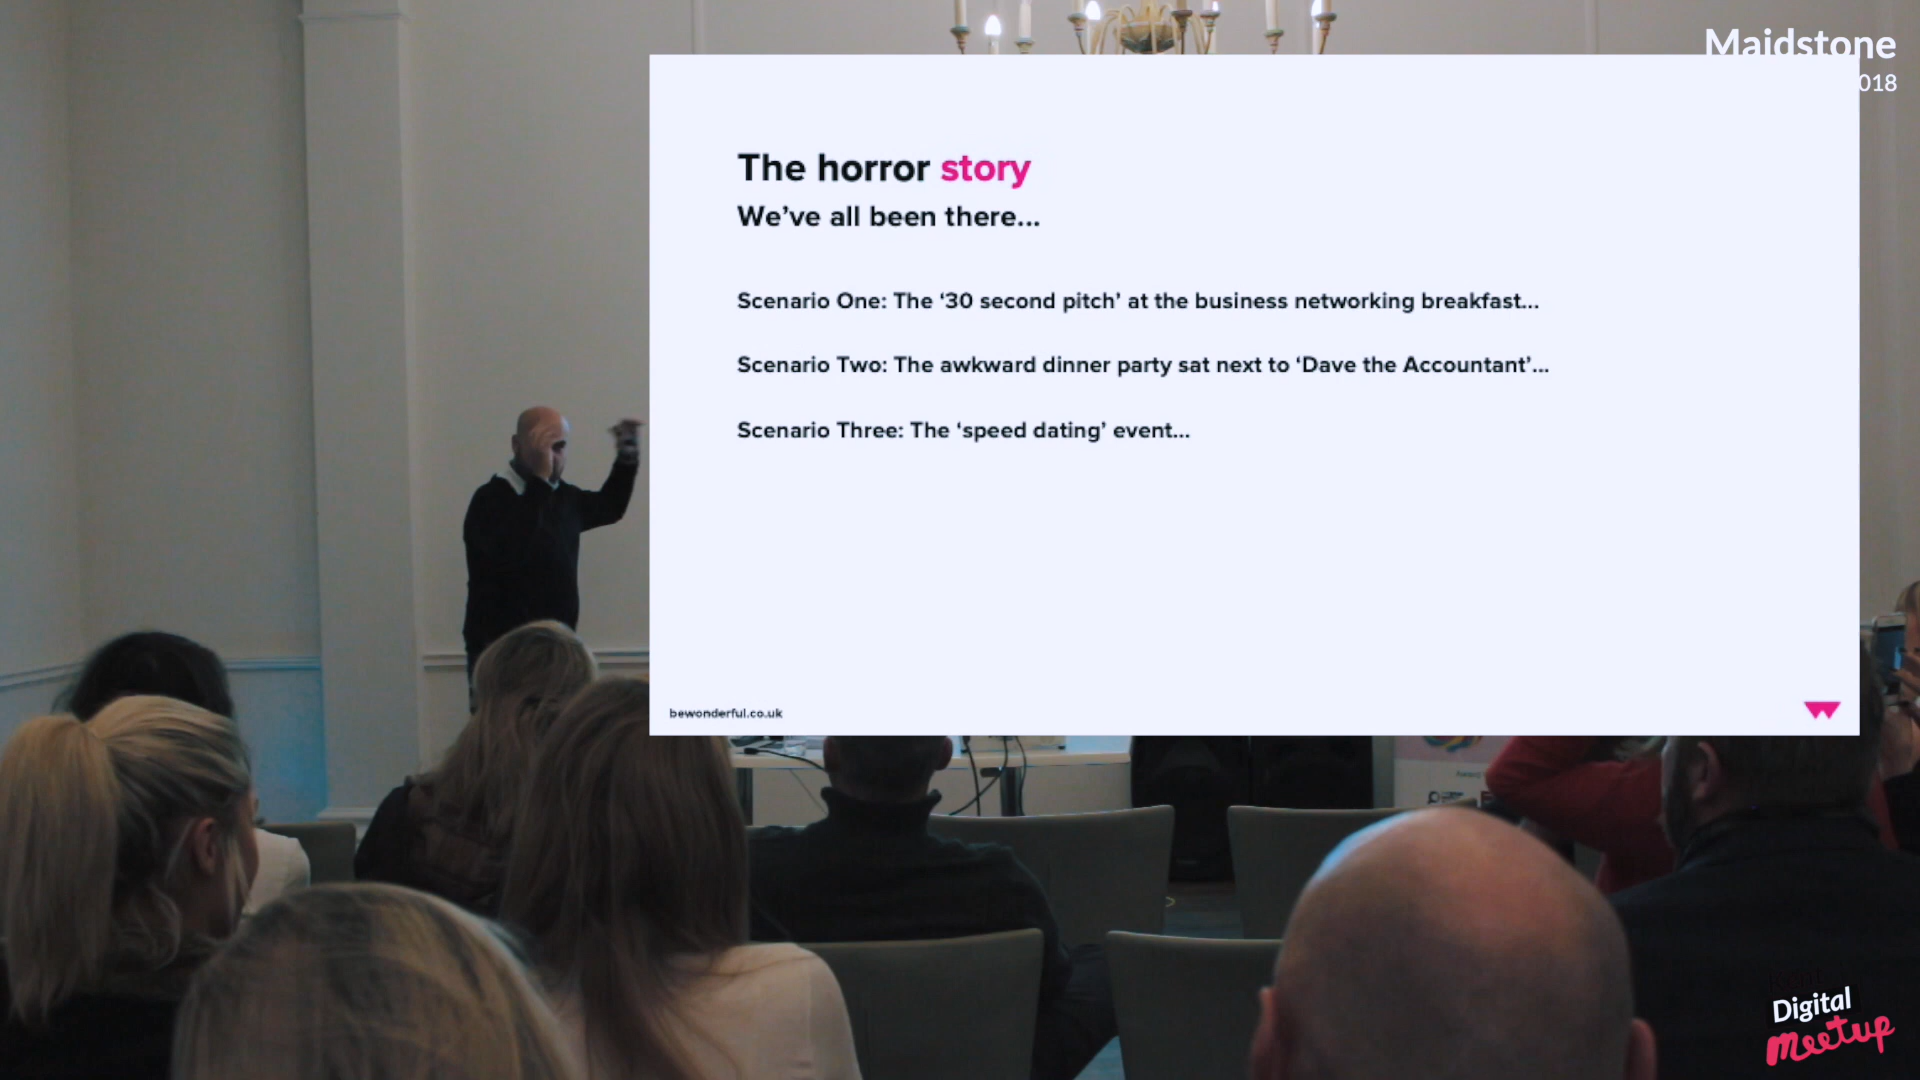 Maidstone
018
The horror story
We’ve all been there...
Scenario One: The ‘30 second pitch’ at the business networking breakfast...
Scenario Two: The awkward dinner party sat next to ‘Dave the Accountant’...
Scenario Three: The ‘speed dating’ event...
bewonderful.co.uk
Digital
meetup